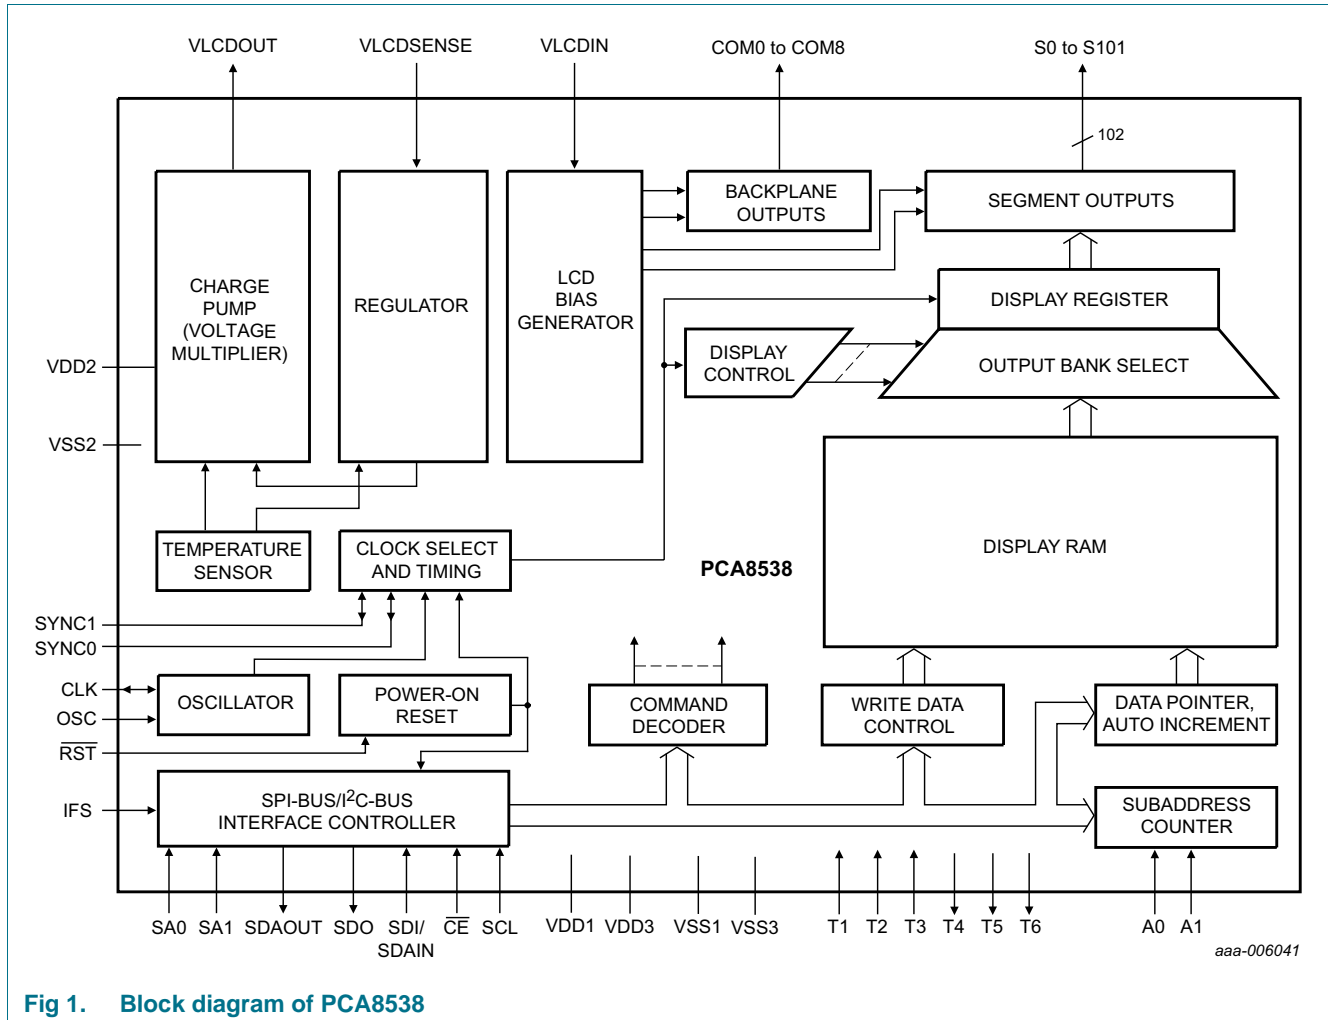 VLCDOUT
VLCDSENSE
VLCDIN
COM0 to COM8
S0 to S101
102
BACKPLANE
OUTPUTS
SEGMENT OUTPUTS
CHARGE
PUMP
(VOLTAGE
MULTIPLIER)
REGULATOR
LCD
BIAS
GENERATOR
DISPLAY REGISTER
DISPLAY
CONTROL
OUTPUT BANK SELECT
VDD2
VSS2
TEMPERATURE
SENSOR
CLOCK SELECT
AND TIMING
PCA8538
DISPLAY RAM
SYNC1
SYNC0
CLK
OSC
RST
IFS
OSCILLATOR
POWER-ON
RESET
COMMAND
DECODER
WRITE DATA
CONTROL
DATA POINTER,
AUTO INCREMENT
SPI-BUS/I²C-BUS
INTERFACE CONTROLLER
SUBADDRESS
COUNTER
SA0
SA1
SDAOUT
SDO
SDI/
SDAIN
CE
SCL
VDD1
VDD3
VSS1
VSS3
T1
T2
T3
T4
T5
T6
A0
A1
aaa-006041
Fig 1. Block diagram of PCA8538